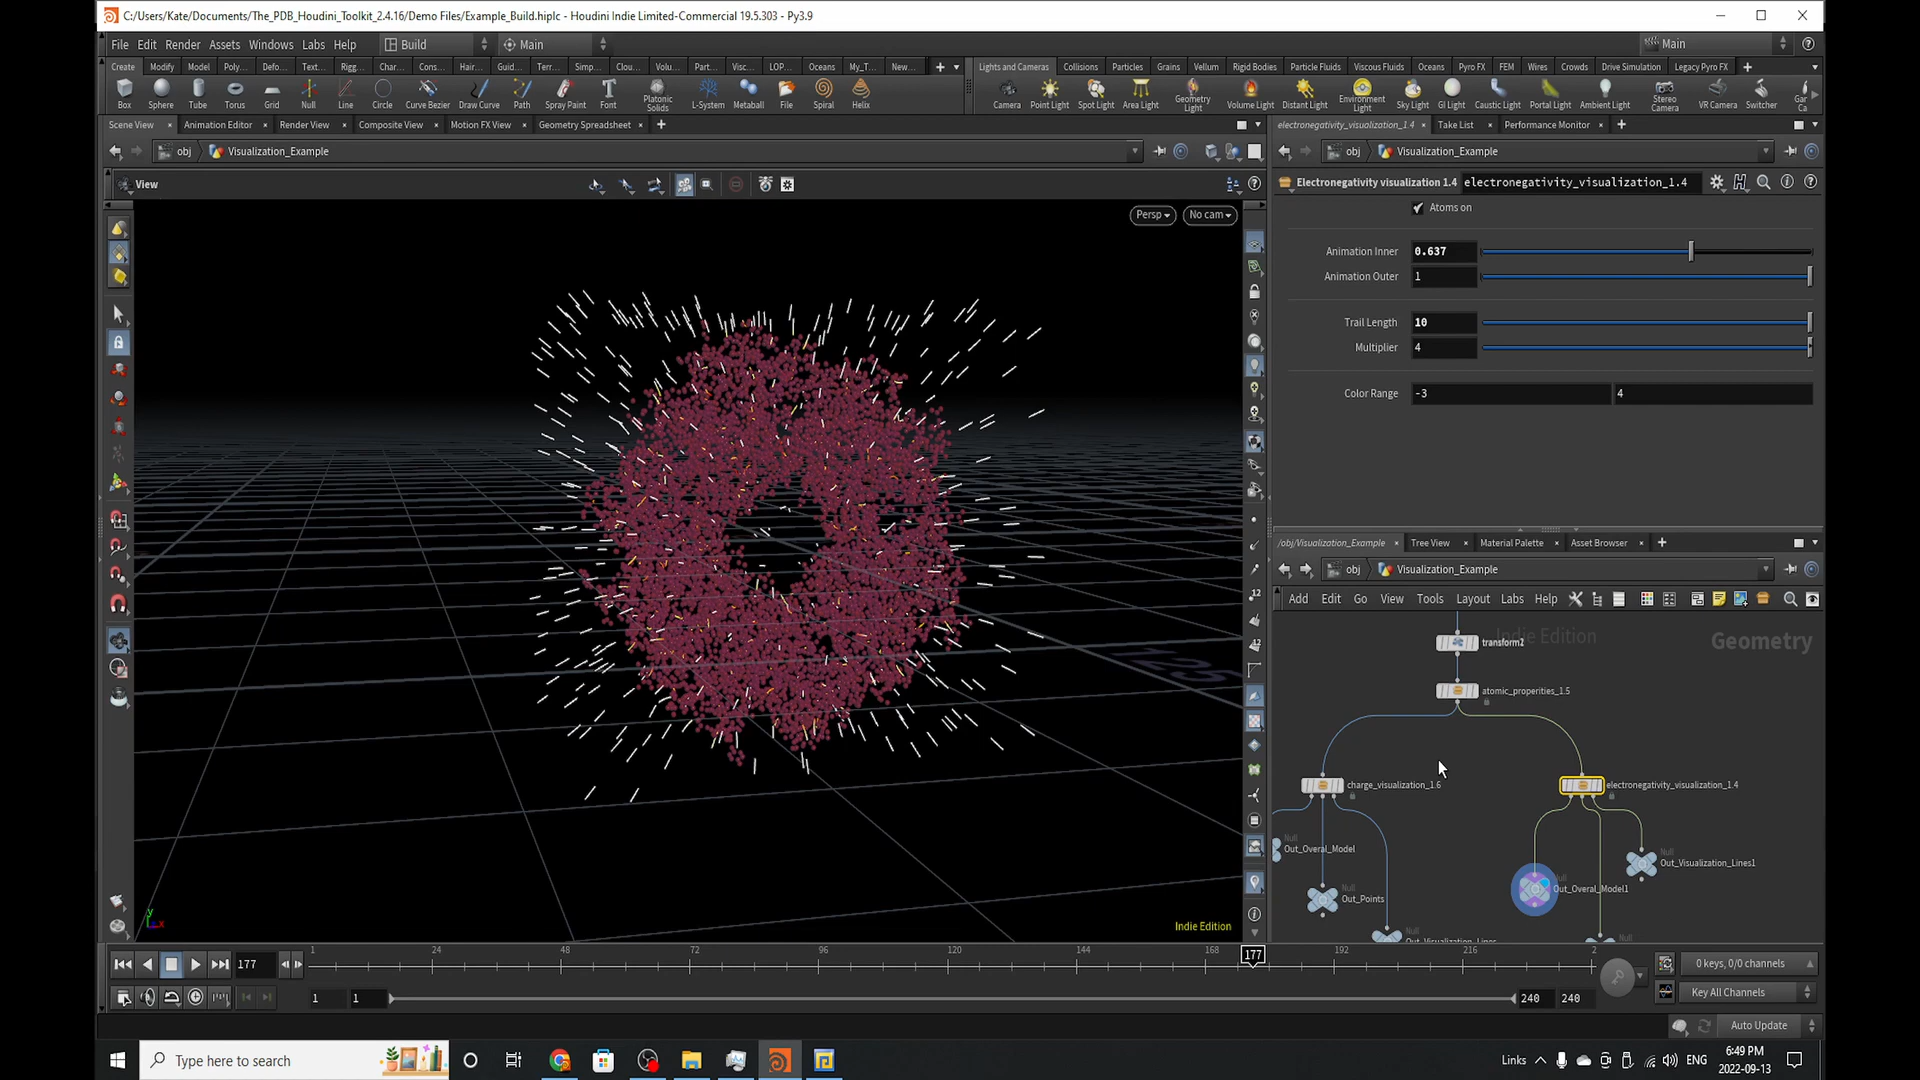 C:/Users/Kate/Documents/The_PDB_Houdini_Toolkit_2.4.16/Demo Files/Example_Build.hiplc - Houdini Indie Limited-Commercial 19.5.303 - Py3.9
File Edit Render Assets Windows Labs Help Build Main Main
Create Modify Model Poly... Defo... Text... Rigg... Char... Cons... Hair... Guid... Terr... Simp... Clou... Volu... Part... Visc... LOP... Oceans My_T... New...
Lights and Cameras Collisions Particles Grains Vellum Rigid Bodies Particle Fluids Viscous Fluids Oceans Pyro FX FEM Wires Crowds Drive Simulation Legacy Pyro FX
Box Sphere Tube Torus Grid Null Line Circle Curve Bezier Draw Curve Path Spray Paint Font Platonic Solids L-System Metaball File Spiral Helix
Camera Point Light Spot Light Area Light Geometry Light Volume Light Distant Light Environment Light Sky Light GI Light Caustic Light Portal Light Ambient Light Stereo Camera VR Camera Switcher Gar Ca
Scene View Animation Editor Render View Composite View Motion FX View Geometry Spreadsheet
electronegativity_visualization_1.4 Take List Performance Monitor
obj Visualization_Example
obj Visualization_Example
View
Persp No cam
Electronegativity visualization 1.4 electronegativity_visualization_1.4
Atoms on
Animation Inner 0.637
Animation Outer 1
Trail Length 10
Multiplier 4
Color Range -3 4
/obj/Visualization_Example Tree View Material Palette Asset Browser
obj Visualization_Example
Add Edit Go View Tools Layout Labs Help
Indie Edition
Geometry
transform2
atomic_properities_1.5
charge_visualization_1.6
electronegativity_visualization_1.4
Null
Out_Overal_Model
Null
Out_Visualization_Lines1
Null
Out_Overal_Model1
Null
Out_Points
Null
Out_Visualization_Lines
Null
125
y
x
Indie Edition
1 24 48 72 96 120 144 168 177 192 216 2
177
1 1 240 240
0 keys, 0/0 channels
Key All Channels
Auto Update
Type here to search
Links ENG
6:49 PM
2022-09-13